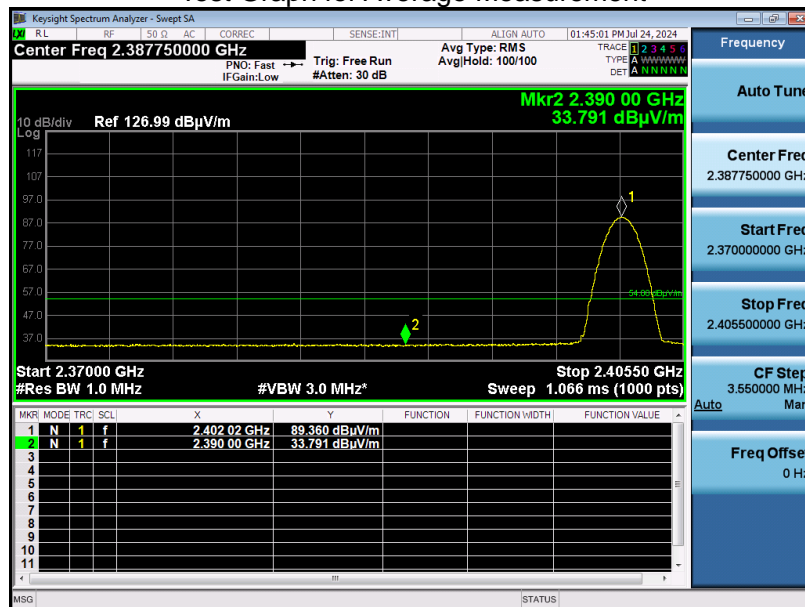 Keysight Spectrum Analyzer - Swept SA
RL RF 50 Ω AC CORREC SENSE:INT ALIGN AUTO 01:45:01 PM Jul 24, 2024
Center Freq 2.387750000 GHz
PNO: Fast
IFGain:Low
Trig: Free Run
#Atten: 30 dB
Avg Type: RMS
Avg|Hold: 100/100
TRACE 1 2 3 4 5 6
TYPE A WWWWW
DET A NNNNN
Mkr2 2.390 00 GHz
33.791 dBµV/m
10 dB/div Ref 126.99 dBµV/m
Log
117
107
97.0
1
87.0
77.0
67.0
57.0
54.00 dBµV/m
47.0
2
37.0
Start 2.37000 GHz Stop 2.40550 GHz
#Res BW 1.0 MHz #VBW 3.0 MHz* Sweep 1.066 ms (1000 pts)
MKR MODE TRC SCL X Y FUNCTION FUNCTION WIDTH FUNCTION VALUE
1 N 1 f 2.402 02 GHz 89.360 dBµV/m
2 N 1 f 2.390 00 GHz 33.791 dBµV/m
3
4
5
6
7
8
9
10
11
MSG STATUS
Frequency
Auto Tune
Center Freq
2.387750000 GHz
Start Freq
2.370000000 GHz
Stop Freq
2.405500000 GHz
CF Step
3.550000 MHz
Auto Man
Freq Offset
0 Hz